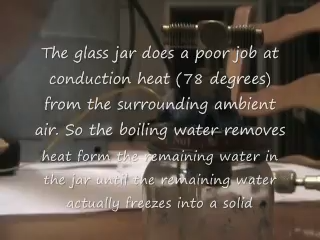 The glass jar does a poor job at
conduction heat (78 degrees)
from the surrounding ambient
air. So the boiling water removes
heat form the remaining water in
the jar until the remaining water
actually freezes into a solid